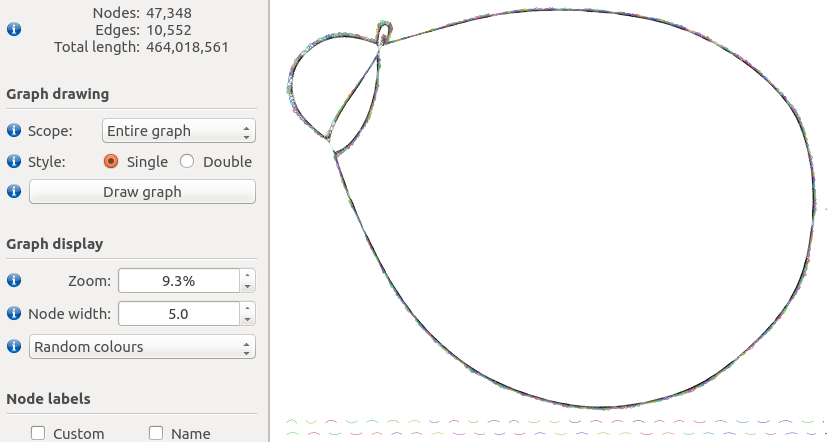 Nodes: 47,348
Edges: 10,552
Total length: 464,018,561
Graph drawing
Scope: Entire graph
Style: Single Double
Draw graph
Graph display
Zoom: 9.3%
Node width: 5.0
Random colours
Node labels
Custom Name